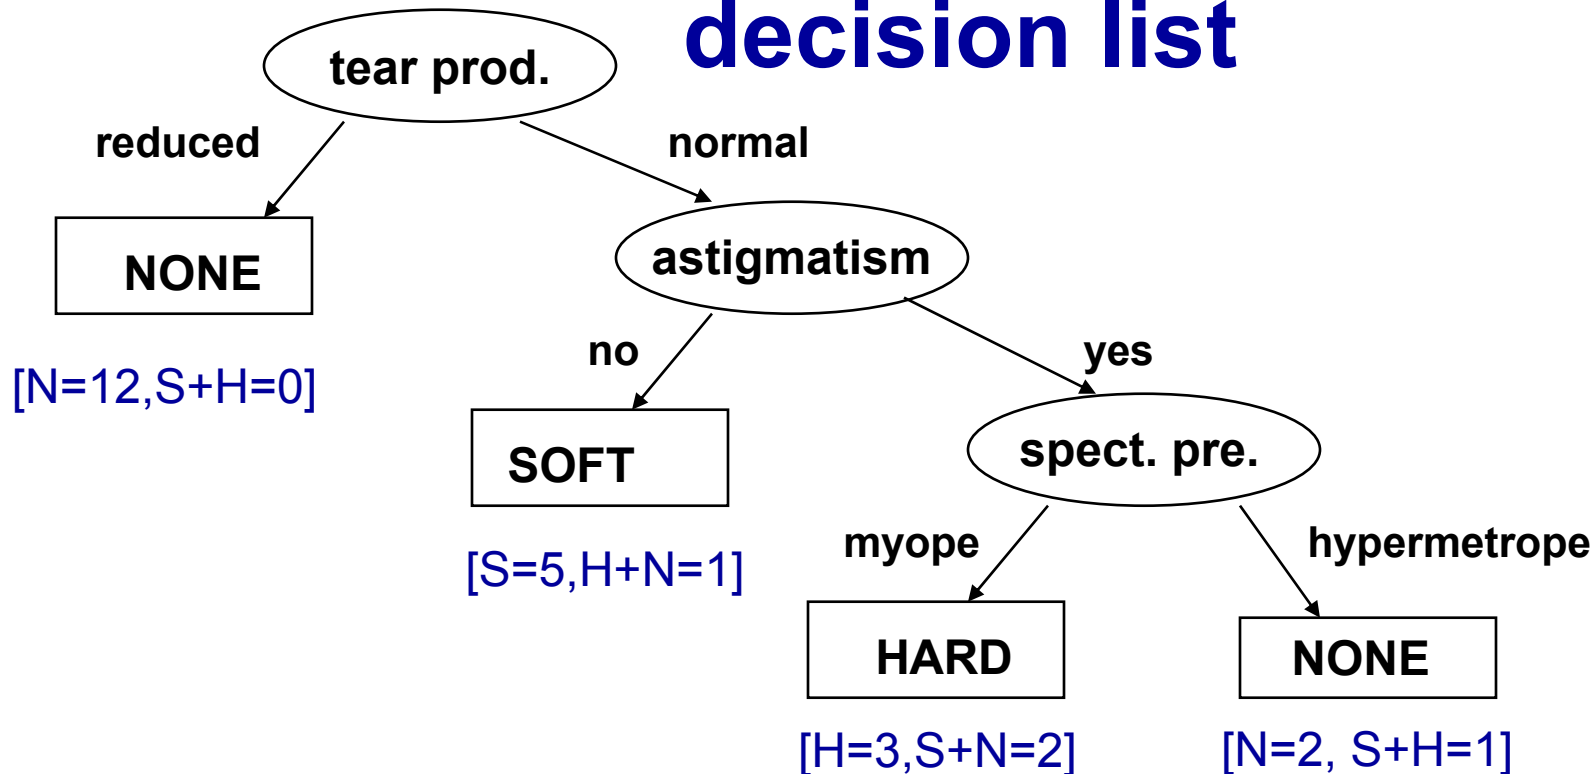 decision list
tear prod.
reduced
normal
NONE
astigmatism
[N=12,S+H=0]
no
yes
SOFT
spect. pre.
[S=5,H+N=1]
myope
hypermetrope
HARD
NONE
[H=3,S+N=2]
[N=2, S+H=1]